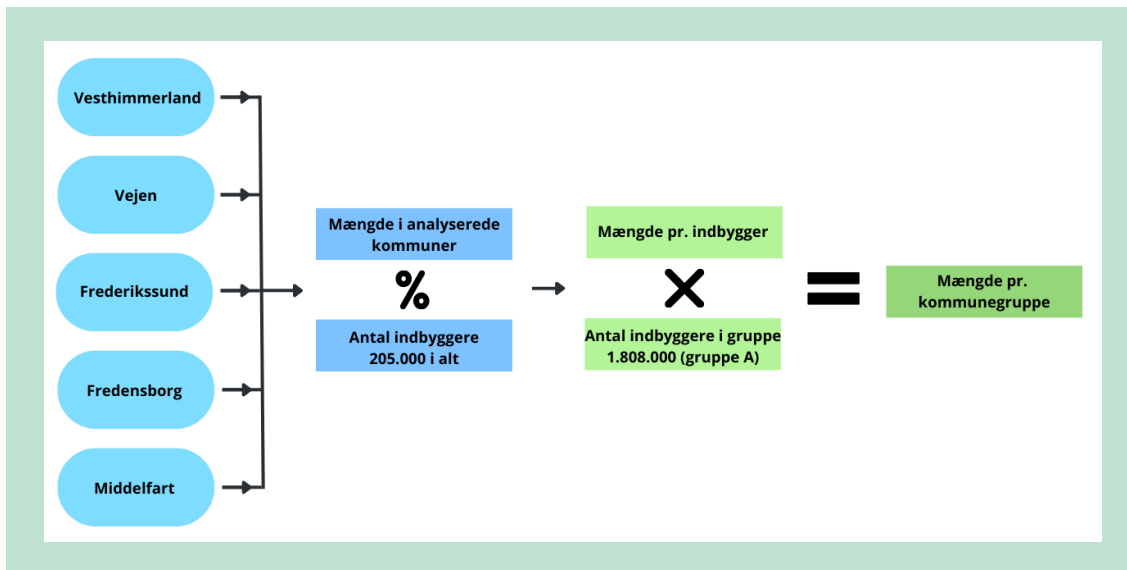 Vesthimmerland
Vejen
Frederikssund
Fredensborg
Middelfart
Mængde i analyserede
kommuner
%
Antal indbyggere
205.000 i alt
Mængde pr. indbygger
×
Antal indbyggere i gruppe
1.808.000 (gruppe A)
=
Mængde pr.
kommunegruppe